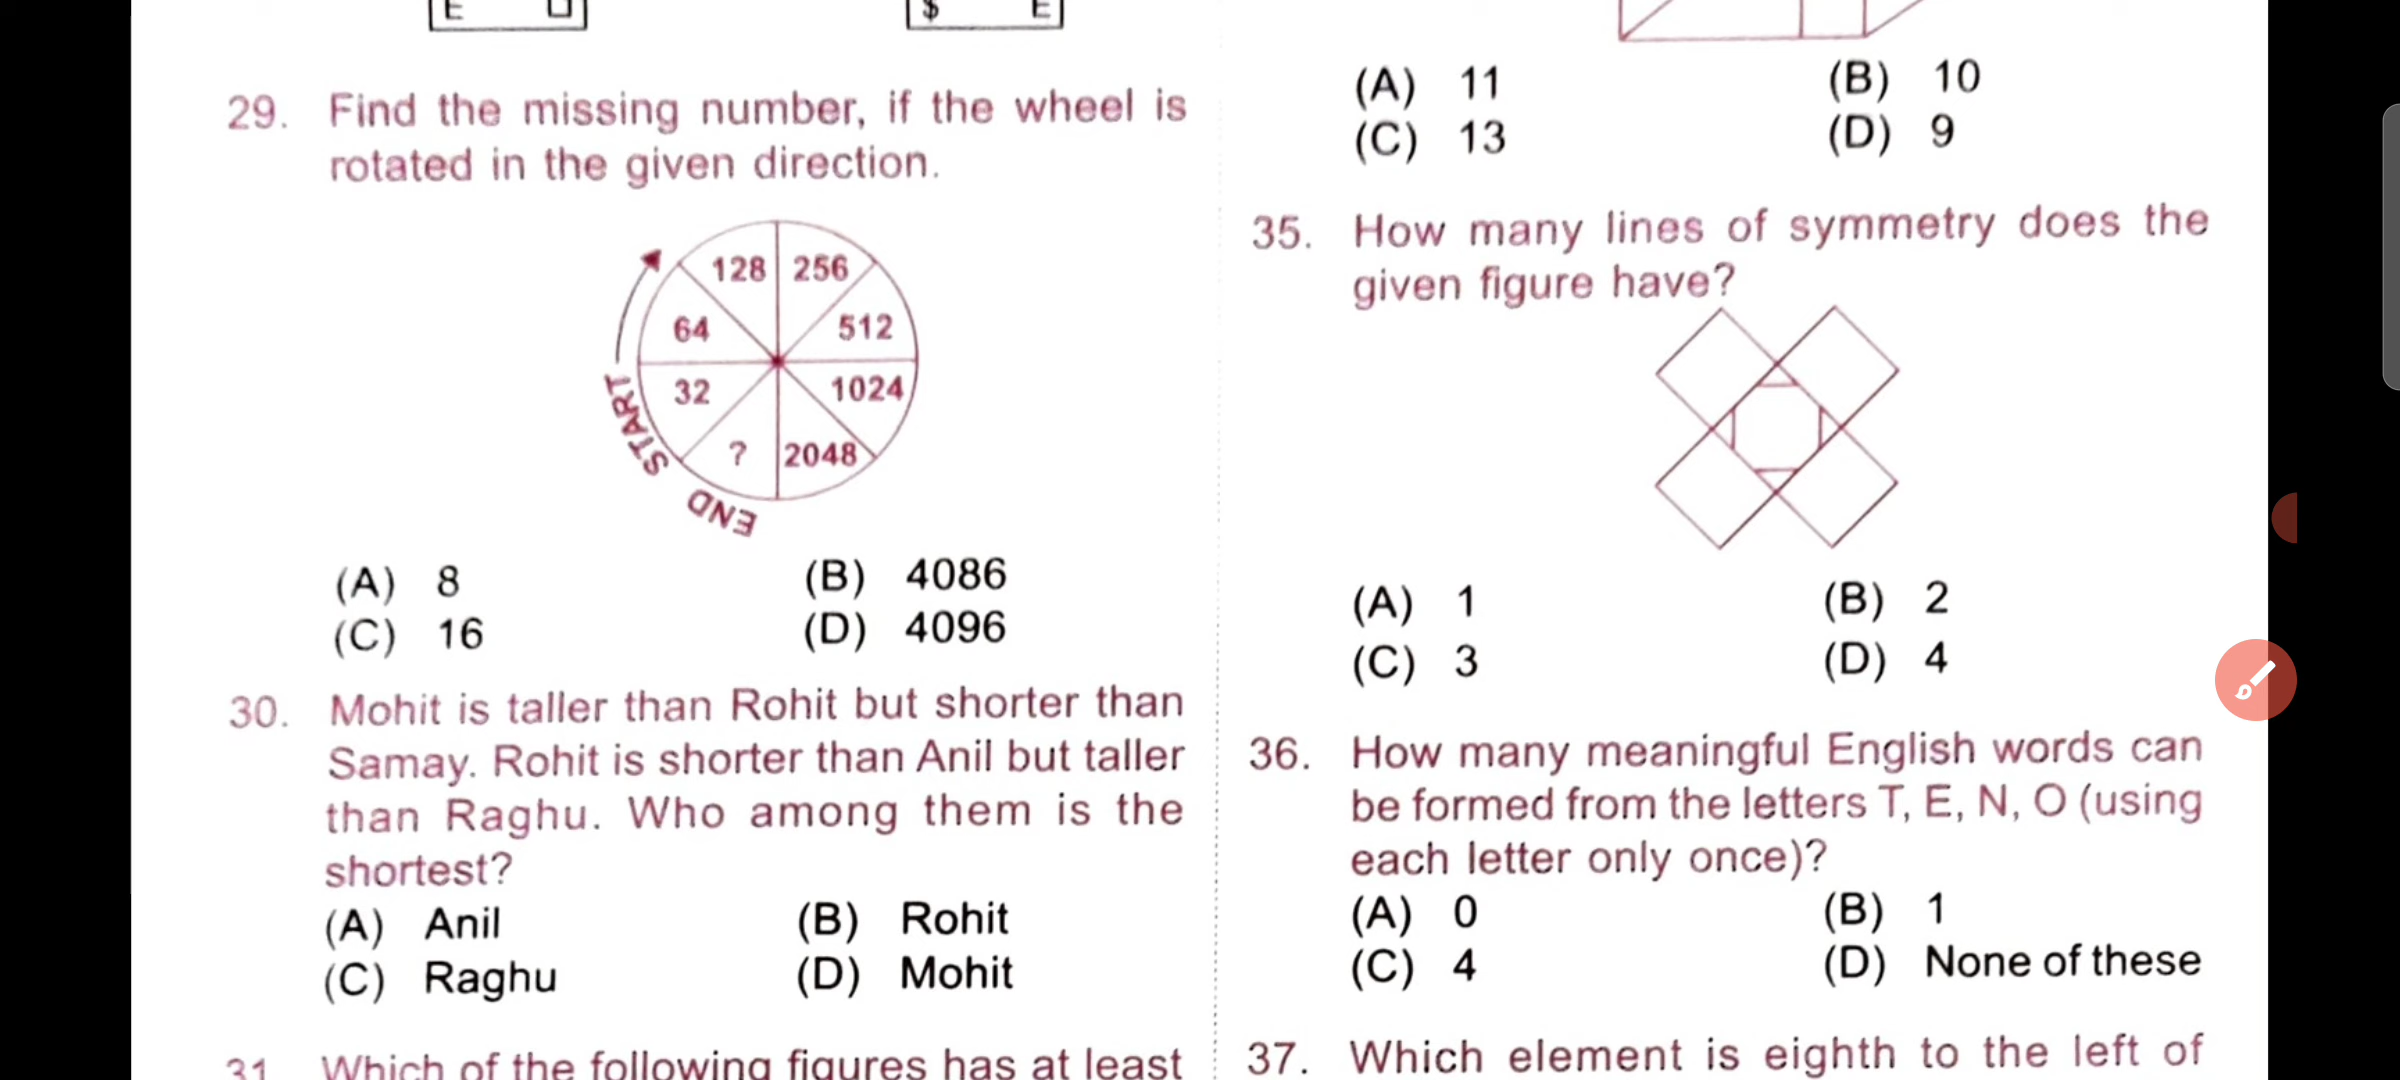 E □
$ E
29. Find the missing number, if the wheel is
rotated in the given direction.
128 256
64 512
32 1024
? 2048
START
END
(A) 8 (B) 4086
(C) 16 (D) 4096
30. Mohit is taller than Rohit but shorter than
Samay. Rohit is shorter than Anil but taller
than Raghu. Who among them is the
shortest?
(A) Anil (B) Rohit
(C) Raghu (D) Mohit
31. Which of the following figures has at least
(A) 11 (B) 10
(C) 13 (D) 9
35. How many lines of symmetry does the
given figure have?
(A) 1 (B) 2
(C) 3 (D) 4
36. How many meaningful English words can
be formed from the letters T, E, N, O (using
each letter only once)?
(A) 0 (B) 1
(C) 4 (D) None of these
37. Which element is eighth to the left of